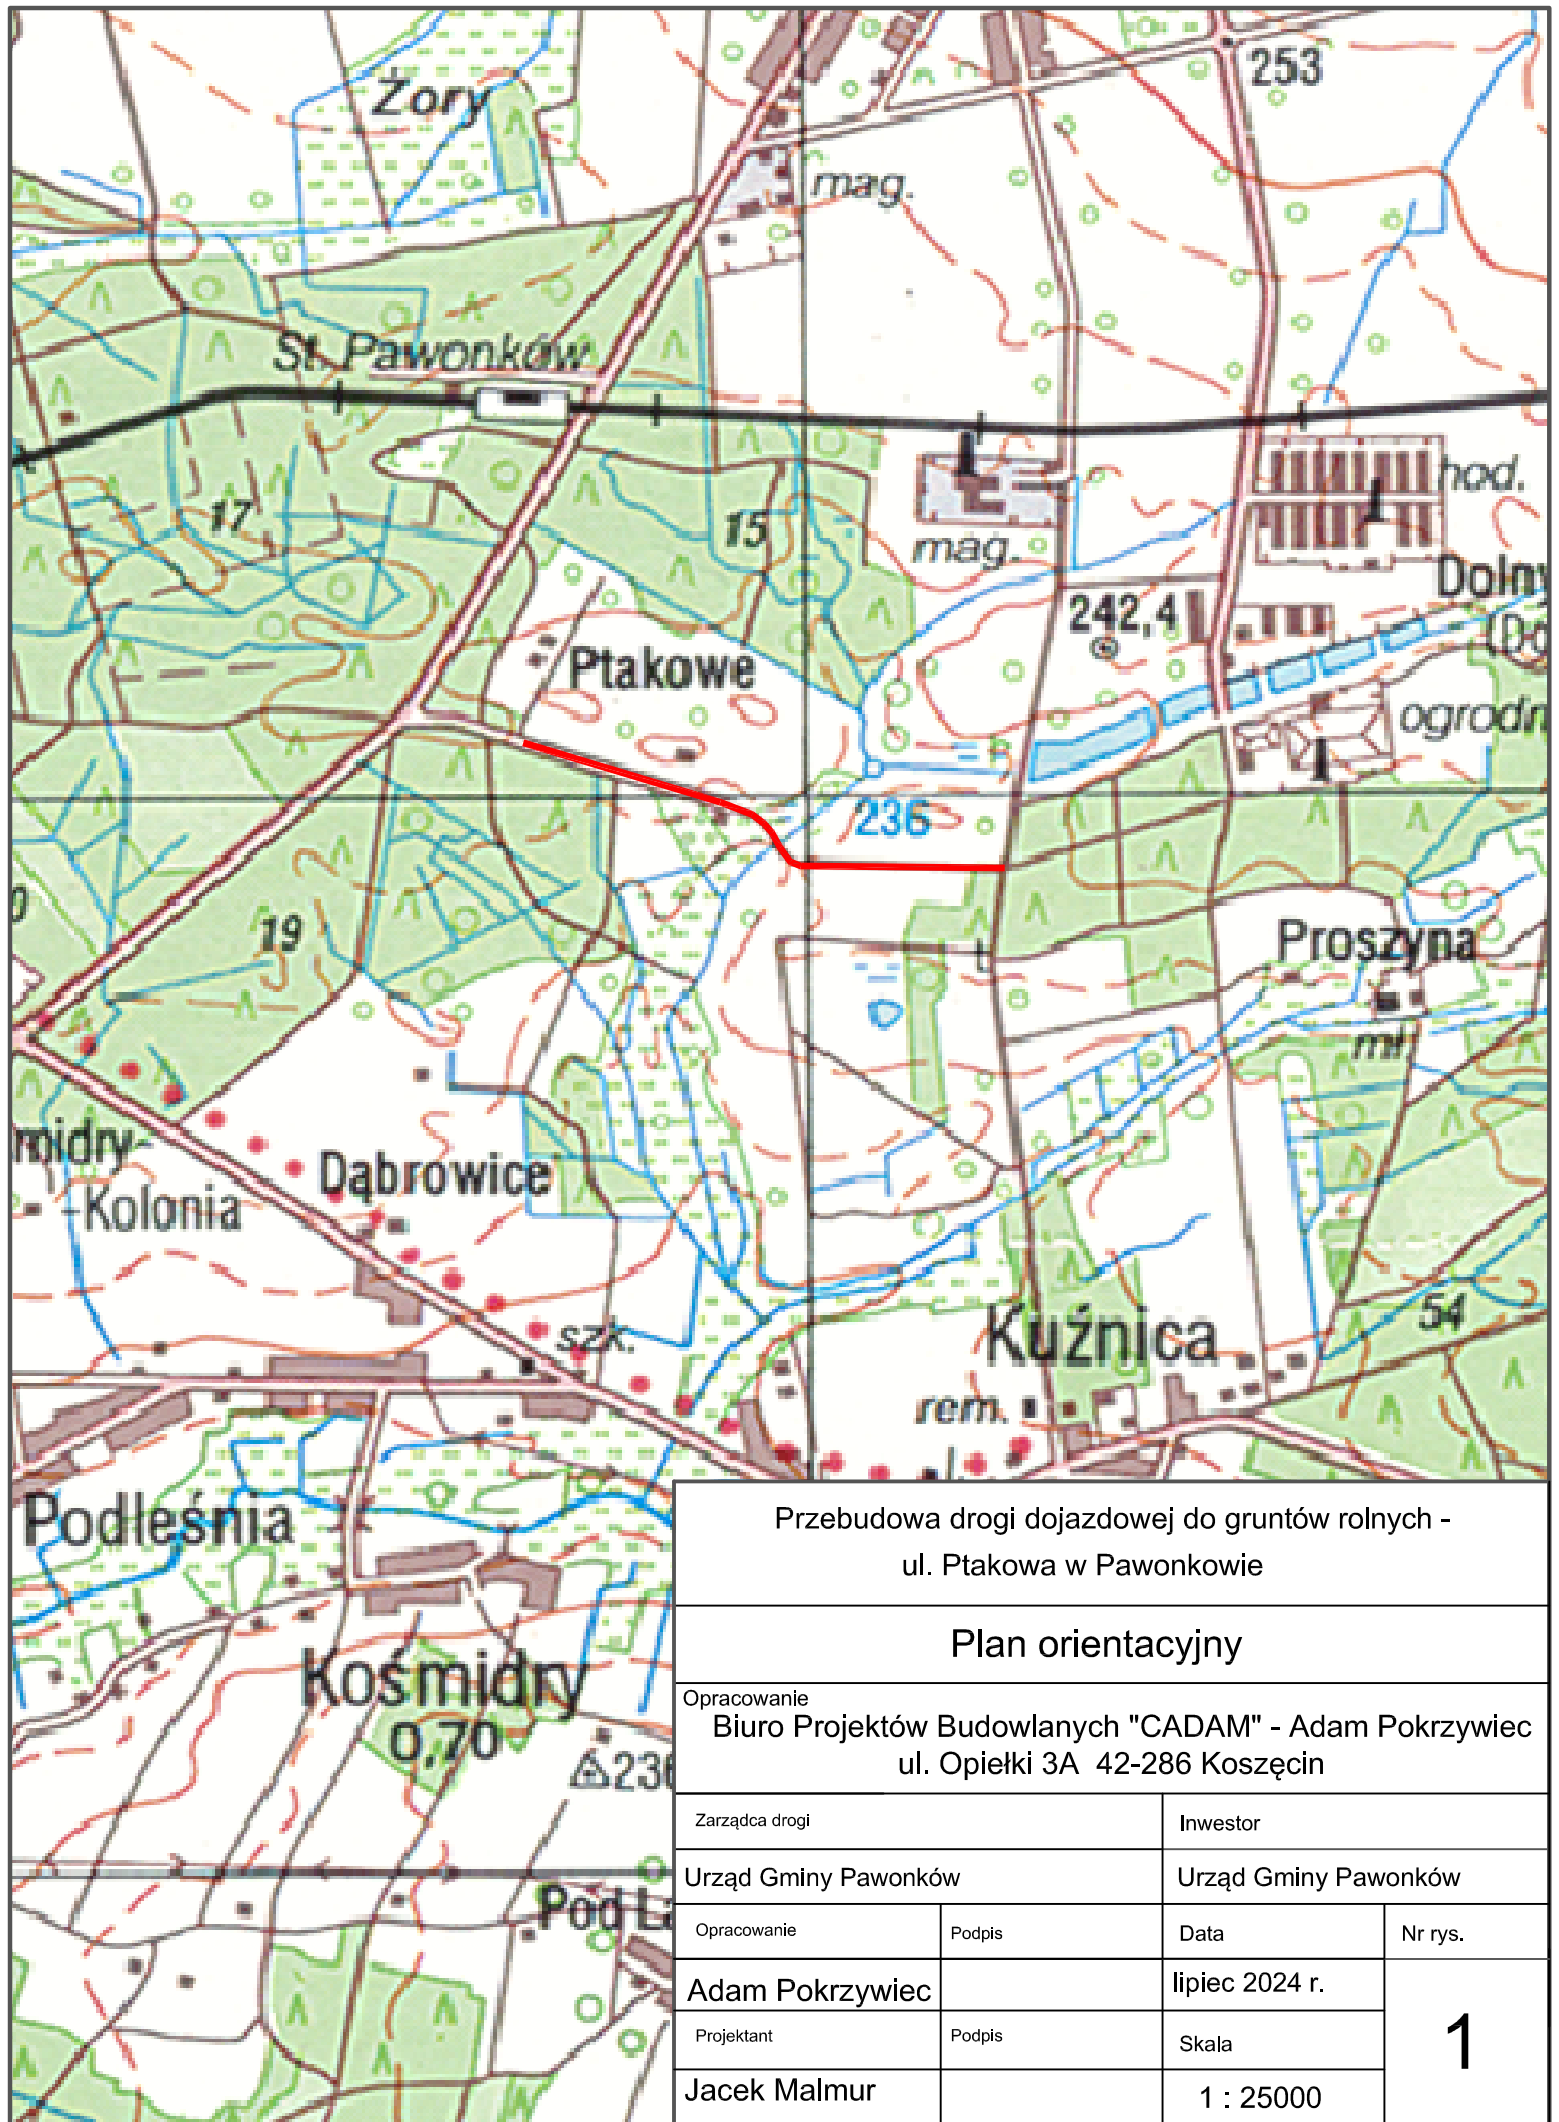 Żory
253
mag.
St. Pawonków
hod.
17
15
mag.
Dolny
242,4
(Do
Ptakowe
ogrodn
236
19
Proszyna
mł.
midry-
-Kolonia
Dąbrowice
54
szk.
Kuźnica
rem.
Podleśnia
Kośmidry
0,70
236
Pod
Przebudowa drogi dojazdowej do gruntów rolnych -
ul. Ptakowa w Pawonkowie
Plan orientacyjny
Opracowanie
Biuro Projektów Budowlanych "CADAM" - Adam Pokrzywiec
ul. Opiełki 3A 42-286 Koszęcin
Zarządca drogi Inwestor
Urząd Gminy Pawonków Urząd Gminy Pawonków
Opracowanie Podpis Data Nr rys.
Adam Pokrzywiec lipiec 2024 r.
1
Projektant Podpis Skala
Jacek Malmur 1 : 25000